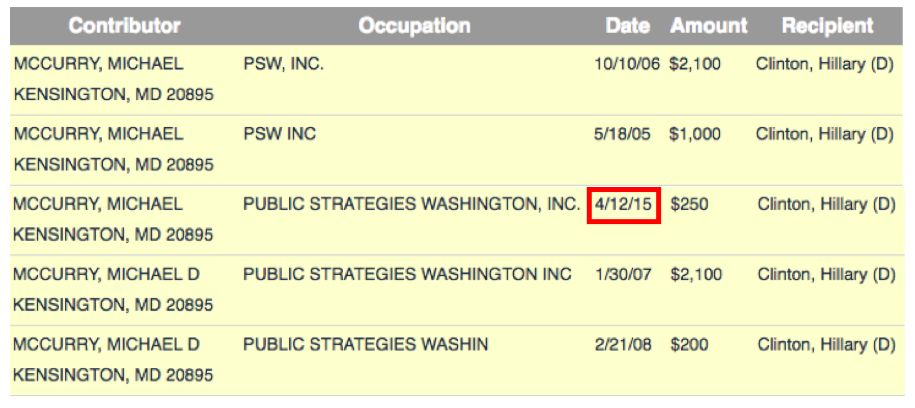 Contributor Occupation Date Amount Recipient
MCCURRY, MICHAEL PSW, INC. 10/10/06 $2,100 Clinton, Hillary (D)
KENSINGTON, MD 20895
MCCURRY, MICHAEL PSW INC 5/18/05 $1,000 Clinton, Hillary (D)
KENSINGTON, MD 20895
MCCURRY, MICHAEL PUBLIC STRATEGIES WASHINGTON, INC. 4/12/15 $250 Clinton, Hillary (D)
KENSINGTON, MD 20895
MCCURRY, MICHAEL D PUBLIC STRATEGIES WASHINGTON INC 1/30/07 $2,100 Clinton, Hillary (D)
KENSINGTON, MD 20895
MCCURRY, MICHAEL D PUBLIC STRATEGIES WASHIN 2/21/08 $200 Clinton, Hillary (D)
KENSINGTON, MD 20895